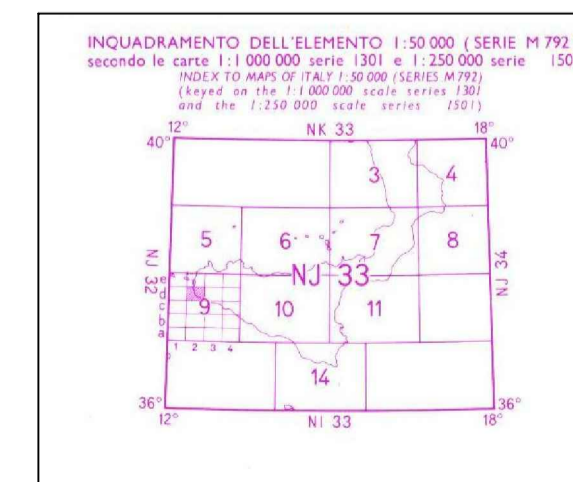 INQUADRAMENTO DELL'ELEMENTO 1:50 000 (SERIE M 792
secondo le carte 1:1 000 000 serie 1301 e 1:250 000 serie 150
INDEX TO MAPS OF ITALY 1:50 000 (SERIES M 792)
(keyed on the 1:1 000 000 scale series 1301
and the 1:250 000 scale series 1501)
12° NK 33 18°
40° 40°
3 4
5 6 7 8
NJ 32 NJ 33 NJ 34
e
d
c
b
a
9 10 11
1 2 3 4
14
36° 36°
12° NI 33 18°